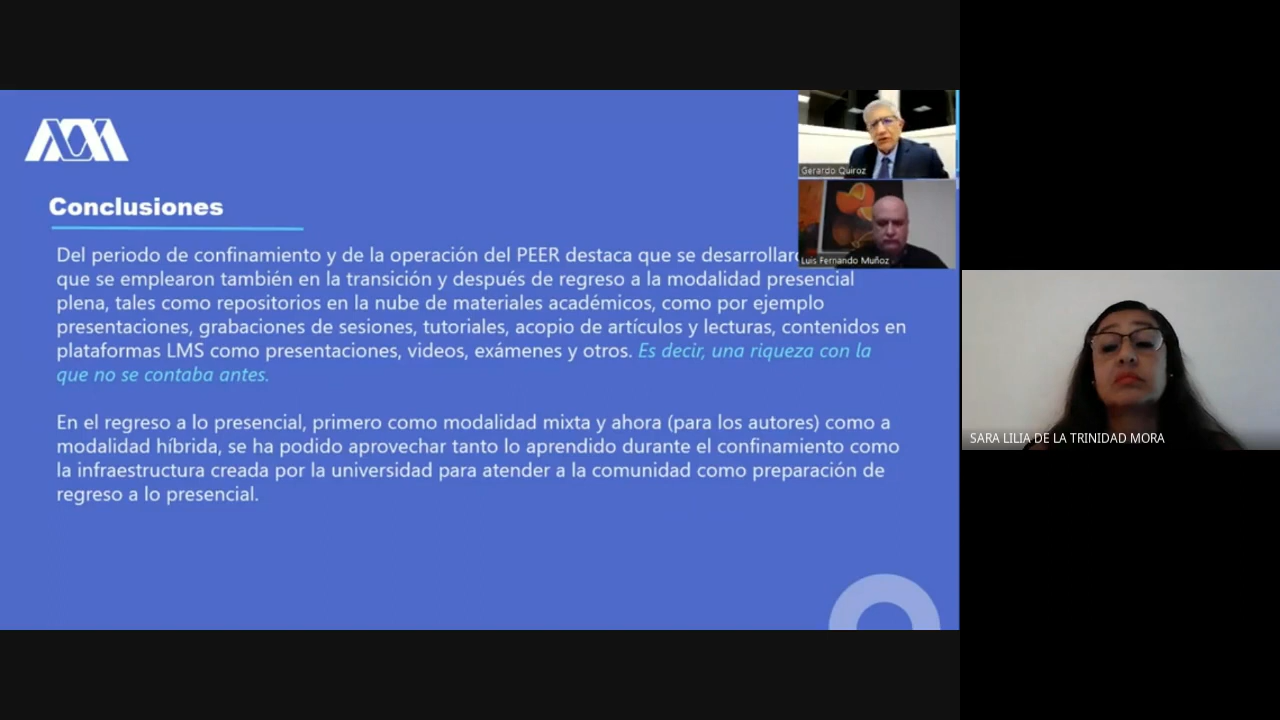 Conclusiones
Del periodo de confinamiento y de la operación del PEER destaca que se
que se emplearon también en la transición y después de regreso a la modalidad presencial
plena, tales como repositorios en la nube de materiales académicos, como por ejemplo
presentaciones, grabaciones de sesiones, tutoriales, acopio de artículos y lecturas, contenidos en
plataformas LMS como presentaciones, videos, exámenes y otros. Es decir, una riqueza con la
que no se contaba antes.
En el regreso a lo presencial, primero como modalidad mixta y ahora (para los autores) como a
modalidad híbrida, se ha podido aprovechar tanto lo aprendido durante el confinamiento como
la infraestructura creada por la universidad para atender a la comunidad como preparación de
regreso a lo presencial.
Gerardo Quiroz
Luis Fernando Muñoz
SARA LILIA DE LA TRINIDAD MORA